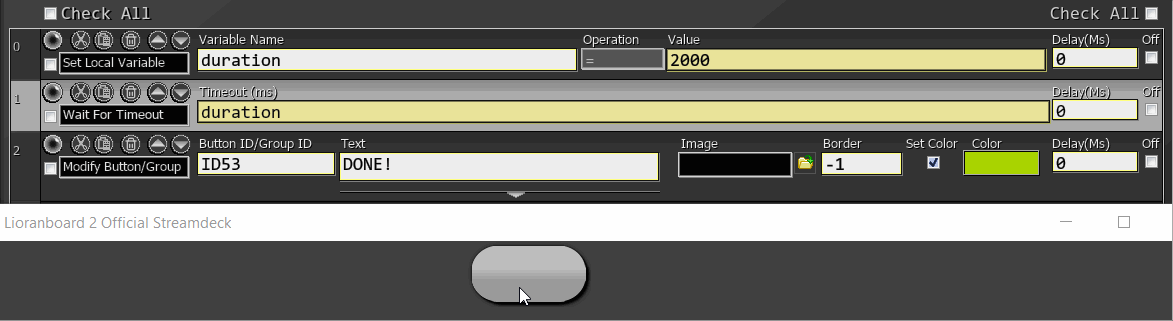 Check All Check All
0 Variable Name Operation Value Delay(Ms) Off
Set Local Variable duration = 2000 0
1 Timeout (ms) Delay(Ms) Off
Wait For Timeout duration 0
2 Button ID/Group ID Text Image Border Set Color Color Delay(Ms) Off
Modify Button/Group ID53 DONE! -1 0
Lioranboard 2 Official Streamdeck